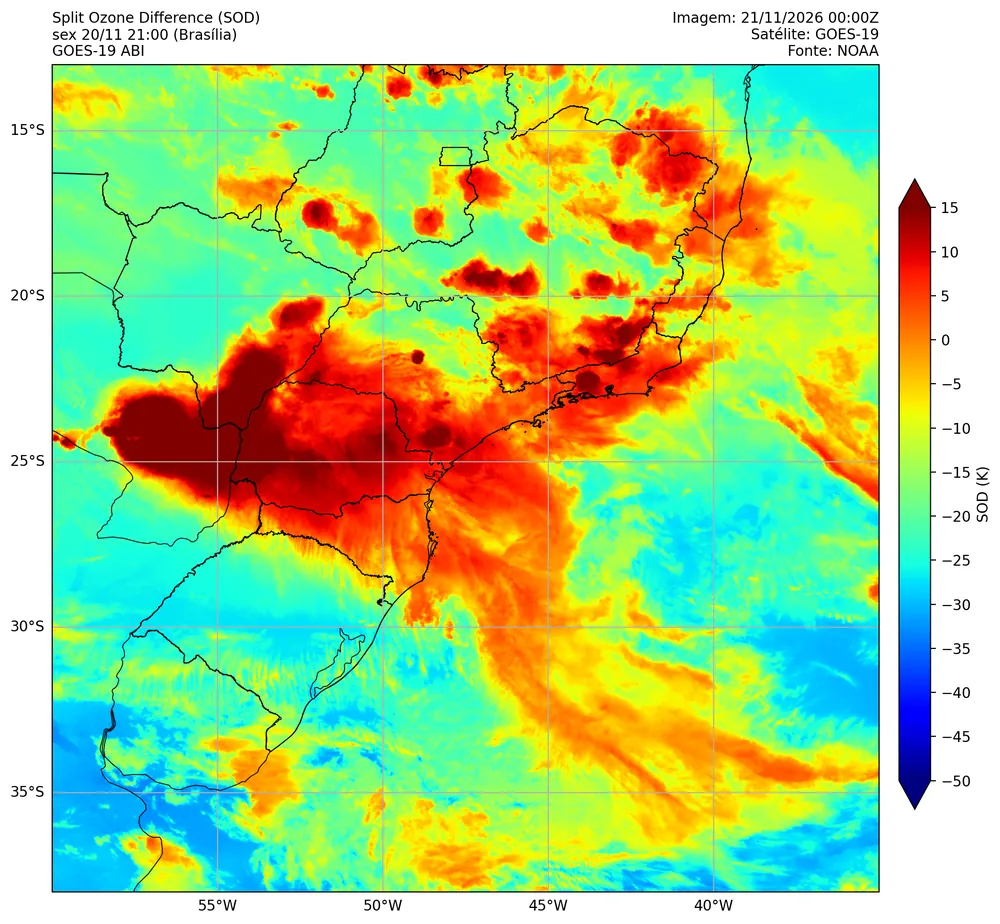 Split Ozone Difference (SOD)
sex 20/11 21:00 (Brasília)
GOES-19 ABI
Imagem: 21/11/2026 00:00Z
Satélite: GOES-19
Fonte: NOAA
15°S
20°S
25°S
30°S
35°S
55°W
50°W
45°W
40°W
15
10
5
0
−5
−10
−15
−20
−25
−30
−35
−40
−45
−50
SOD (K)